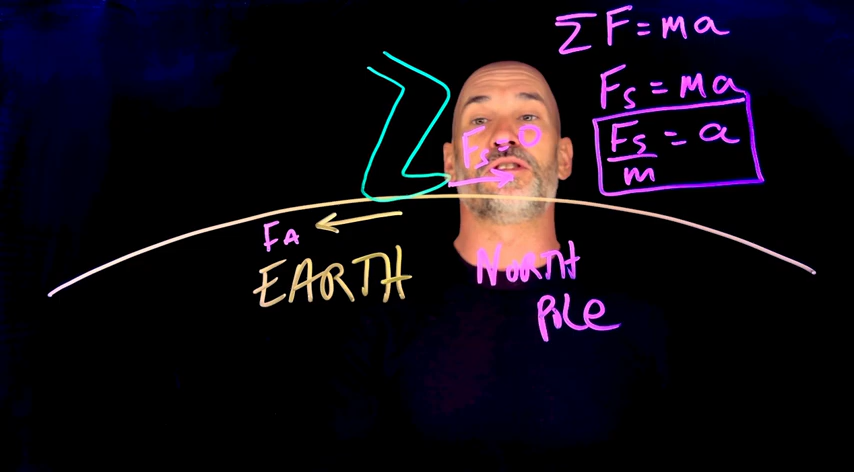 ΣF = ma
Fs = ma
Fs/m = a
Fs = 0
FA
EARTH
NORTH
POLE